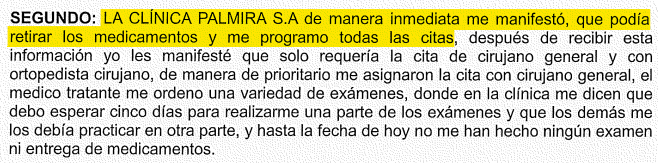 SEGUNDO: LA CLÍNICA PALMIRA S.A de manera inmediata me manifestó, que podía
retirar los medicamentos y me programo todas las citas, después de recibir esta
información yo les manifesté que solo requería la cita de cirujano general y con
ortopedista cirujano, de manera de prioritario me asignaron la cita con cirujano general, el
medico tratante me ordeno una variedad de exámenes, donde en la clínica me dicen que
debo esperar cinco días para realizarme una parte de los exámenes y que los demás me
los debía practicar en otra parte, y hasta la fecha de hoy no me han hecho ningún examen
ni entrega de medicamentos.